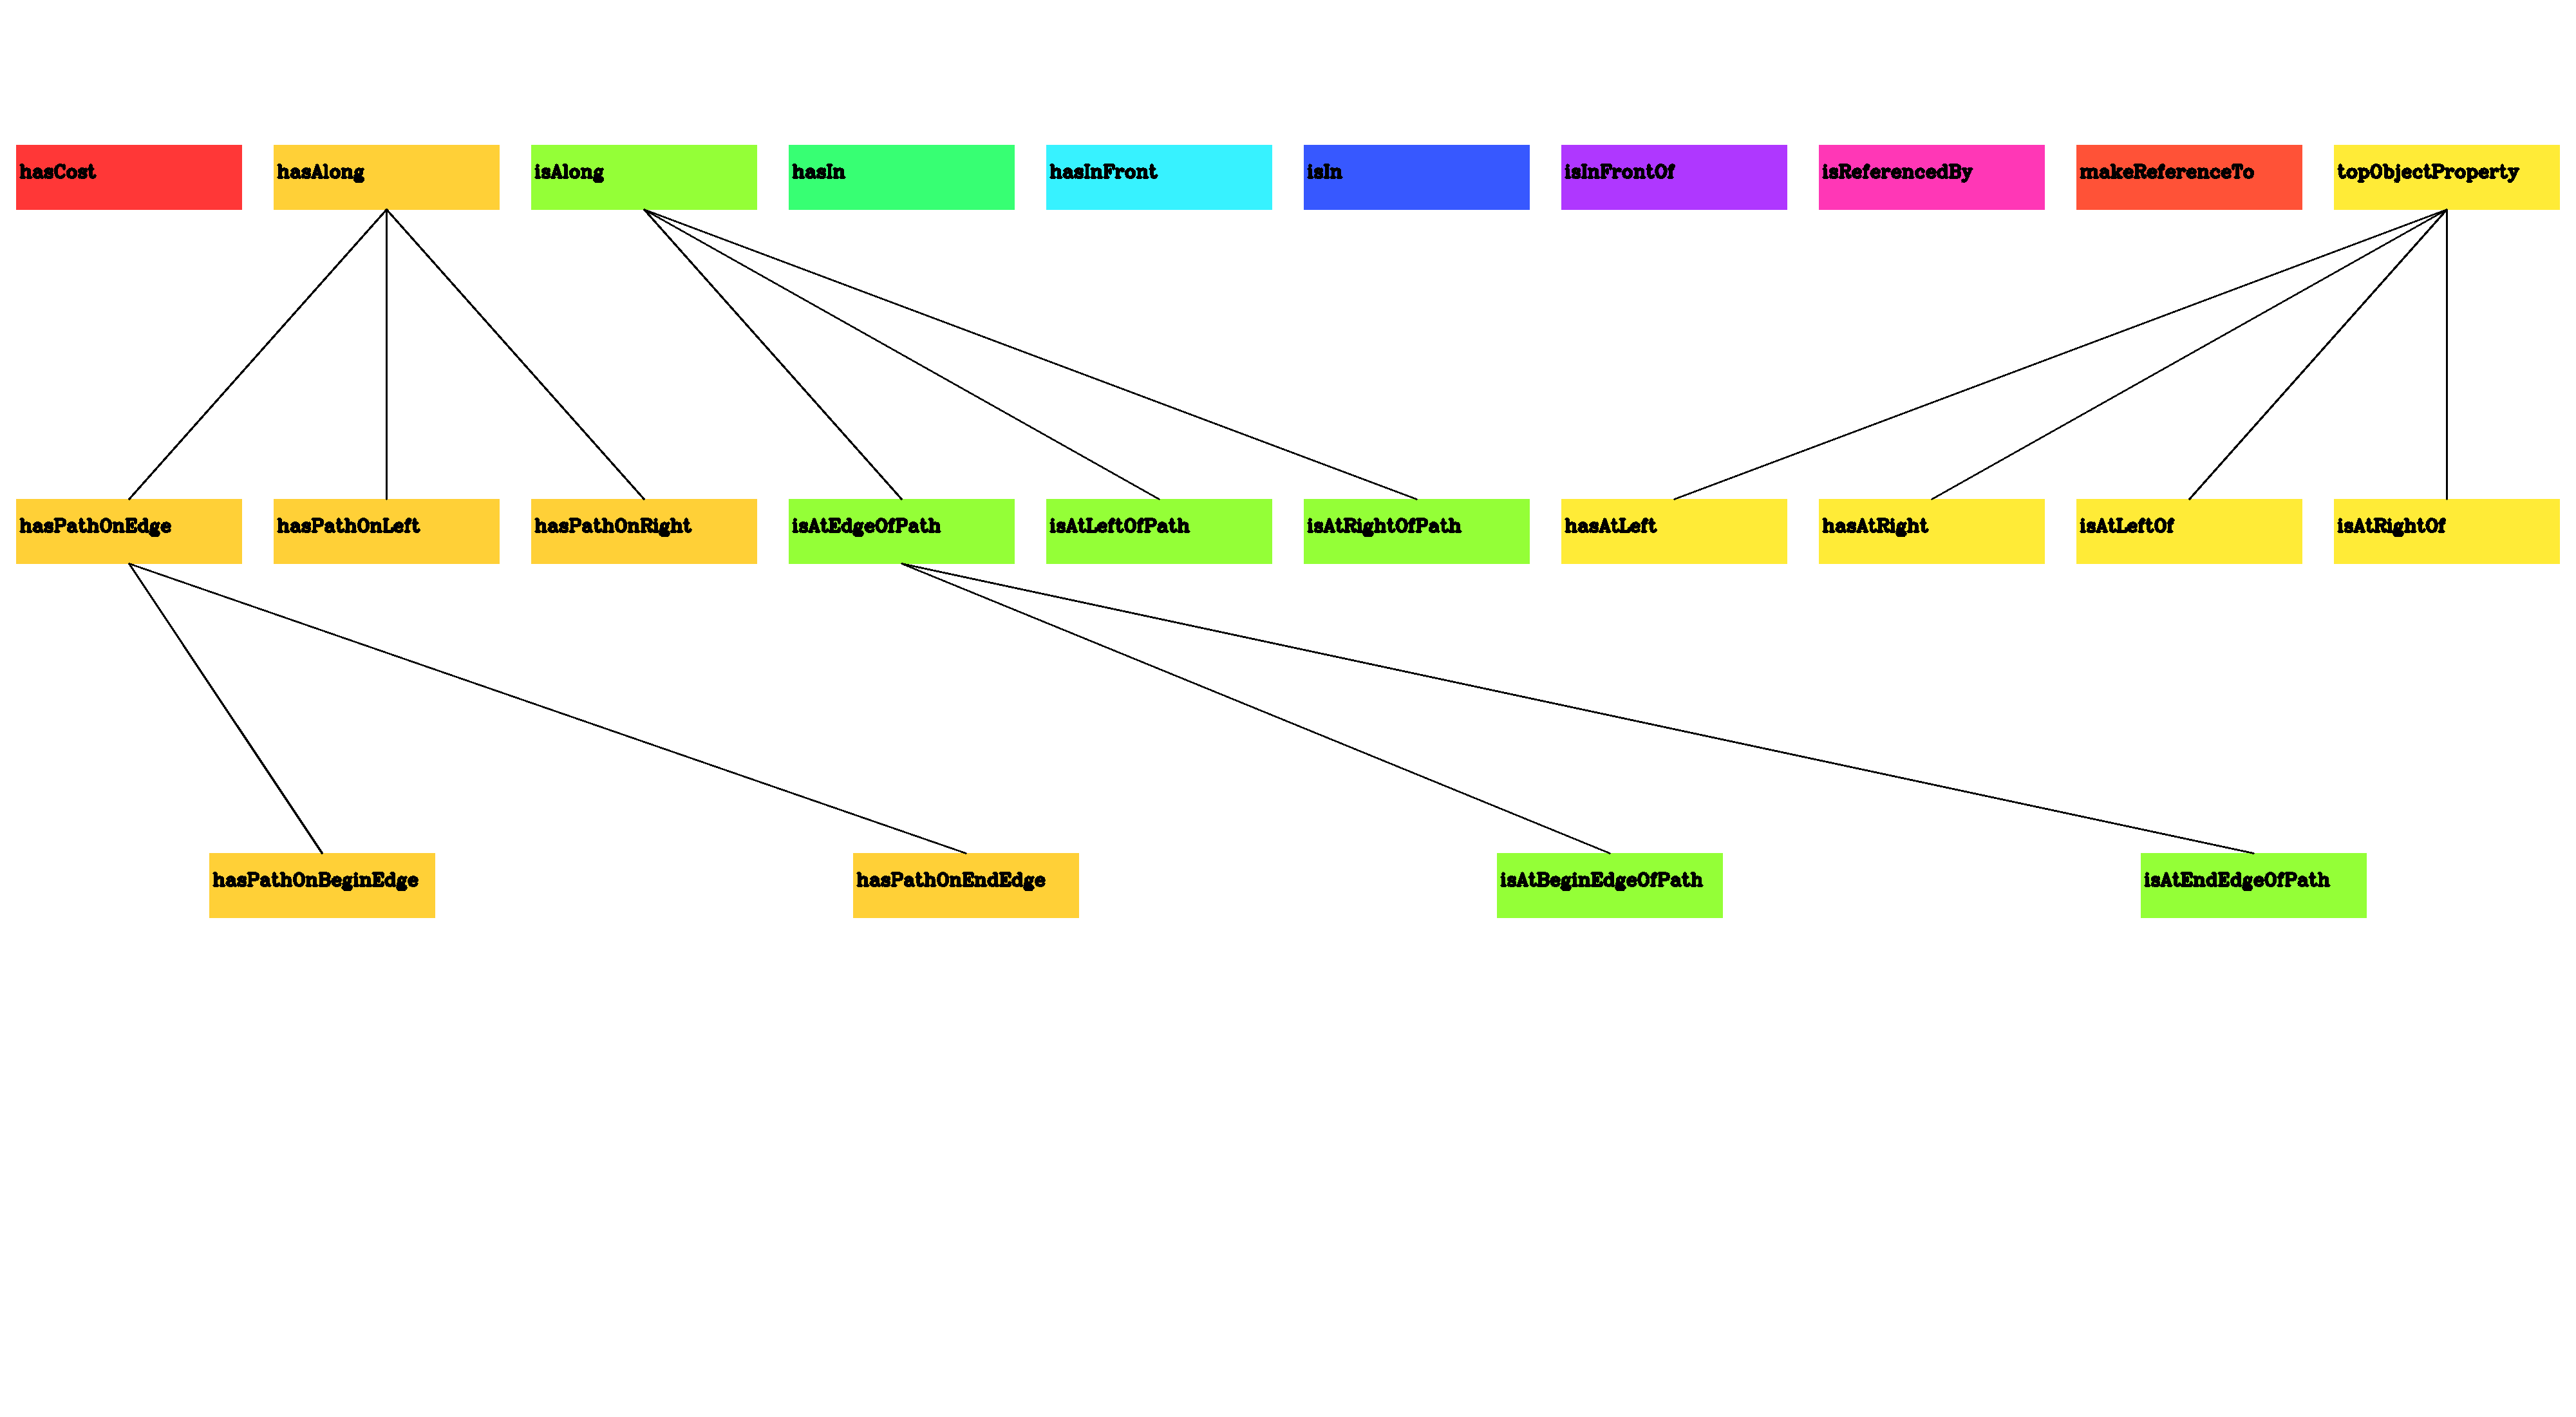 hasCost
hasAlong
isAlong
hasIn
hasInFront
isIn
isInFrontOf
isReferencedBy
makeReferenceTo
topObjectProperty
hasPathOnEdge
hasPathOnLeft
hasPathOnRight
isAtEdgeOfPath
isAtLeftOfPath
isAtRightOfPath
hasAtLeft
hasAtRight
isAtLeftOf
isAtRightOf
hasPathOnBeginEdge
hasPathOnEndEdge
isAtBeginEdgeOfPath
isAtEndEdgeOfPath